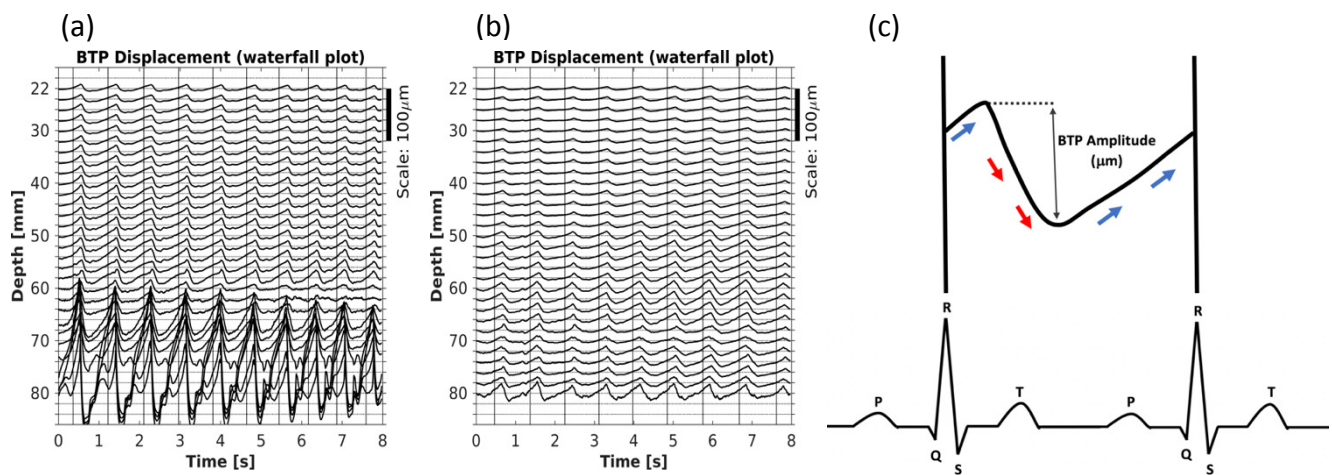 (a)
BTP Displacement (waterfall plot)
22
30
40
50
60
70
80
Depth [mm]
0 1 2 3 4 5 6 7 8
Time [s]
Scale: 100μm
(b)
BTP Displacement (waterfall plot)
22
30
40
50
60
70
80
Depth [mm]
0 1 2 3 4 5 6 7 8
Time [s]
Scale: 100μm
(c)
BTP Amplitude
(μm)
R R
P T P T
Q S Q S